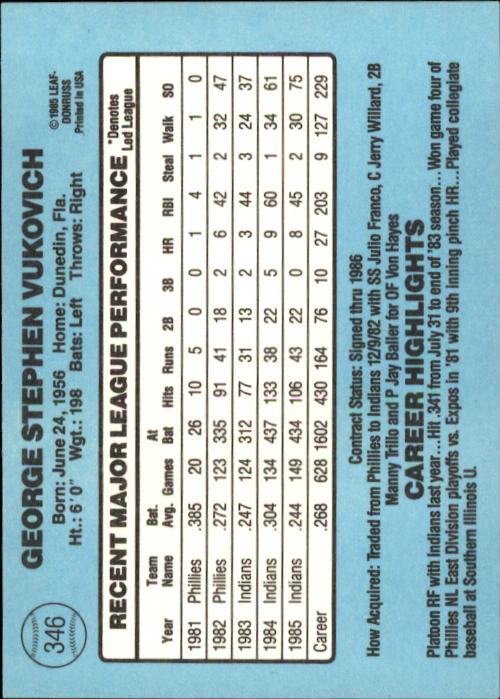 346
GEORGE STEPHEN VUKOVICH
©1985 LEAF-
DONRUSS
Printed in USA
Born: June 24, 1956 Home: Dunedin, Fla.
Ht.: 6'0" Wgt.: 198 Bats: Left Throws: Right
RECENT MAJOR LEAGUE PERFORMANCE *Denotes
Led League
Team Bat. At
Year Name Avg. Games Bat Hits Runs 2B 3B HR RBI Steal Walk SO
1981 Phillies .385 20 26 10 5 0 0 1 4 1 1 0
1982 Phillies .272 123 335 91 41 18 2 6 42 2 32 47
1983 Indians .247 124 312 77 31 13 2 3 44 3 24 37
1984 Indians .304 134 437 133 38 22 5 9 60 1 34 61
1985 Indians .244 149 434 106 43 22 0 8 45 2 30 75
Career .268 628 1602 430 164 76 10 27 203 9 127 229
Contract Status: Signed thru 1986
How Acquired: Traded from Phillies to Indians 12/9/82 with SS Julio Franco, C Jerry Willard, 2B
Manny Trillo and P Jay Baller for OF Von Hayes
CAREER HIGHLIGHTS
Platoon RF with Indians last year...Hit .341 from July 31 to end of '83 season... Won game four of
Phillies NL East Division playoffs vs. Expos in '81 with 9th inning pinch HR....Played collegiate
baseball at Southern Illinois U.